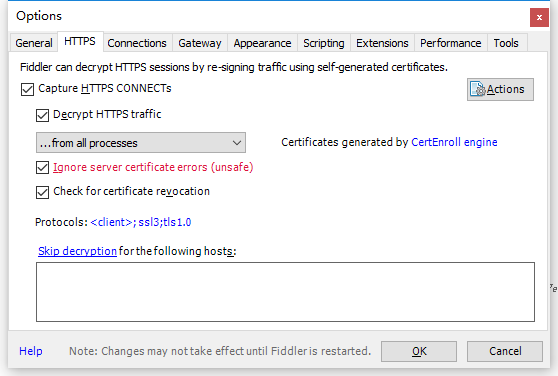 Options
x
General HTTPS Connections Gateway Appearance Scripting Extensions Performance Tools
Fiddler can decrypt HTTPS sessions by re-signing traffic using self-generated certificates.
Capture HTTPS CONNECTs
Actions
Decrypt HTTPS traffic
...from all processes
Certificates generated by CertEnroll engine
Ignore server certificate errors (unsafe)
Check for certificate revocation
Protocols: <client>; ssl3;tls1.0
Skip decryption for the following hosts:
Help Note: Changes may not take effect until Fiddler is restarted. OK Cancel